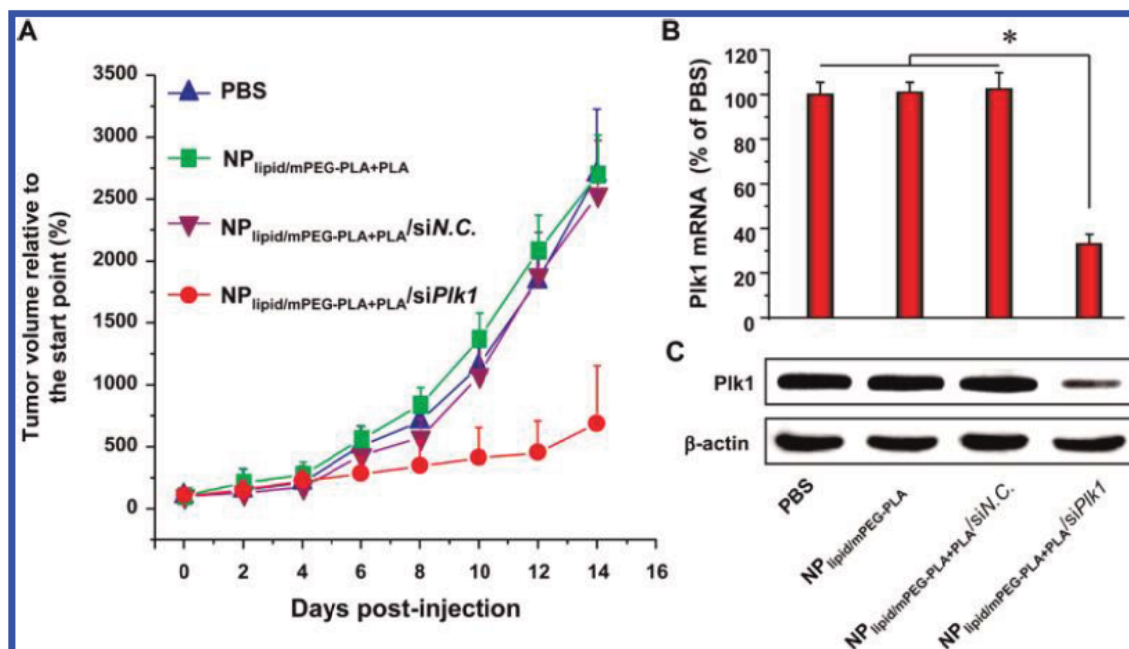 A
Tumor volume relative to
the start point (%)
3500
3000
2500
2000
1500
1000
500
0
PBS
NPlipid/mPEG-PLA+PLA
NPlipid/mPEG-PLA+PLA/siN.C.
NPlipid/mPEG-PLA+PLA/siPlk1
0 2 4 6 8 10 12 14 16
Days post-injection
B
*
Plk1 mRNA (% of PBS)
120
100
80
60
40
20
0
C
Plk1
β-actin
PBS
NPlipid/mPEG-PLA
NPlipid/mPEG-PLA+PLA/siN.C.
NPlipid/mPEG-PLA+PLA/siPlk1